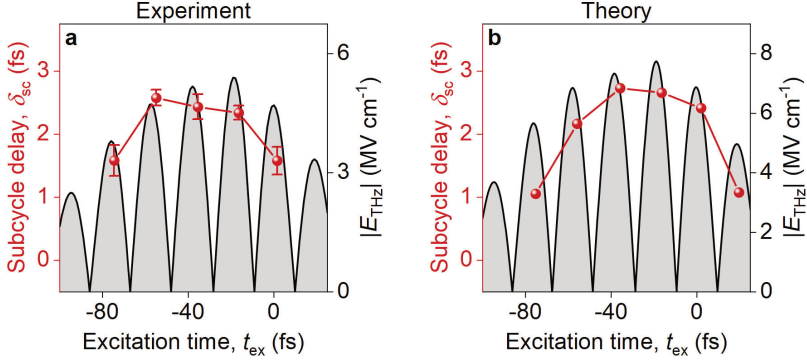 Experiment
a
Subcycle delay, δsc (fs)
3
2
1
0
6
3
0
|ETHz| (MV cm⁻¹)
-80
-40
0
Excitation time, tex (fs)
Theory
b
Subcycle delay, δsc (fs)
3
2
1
0
8
6
4
2
0
|ETHz| (MV cm⁻¹)
-80
-40
0
Excitation time, tex (fs)